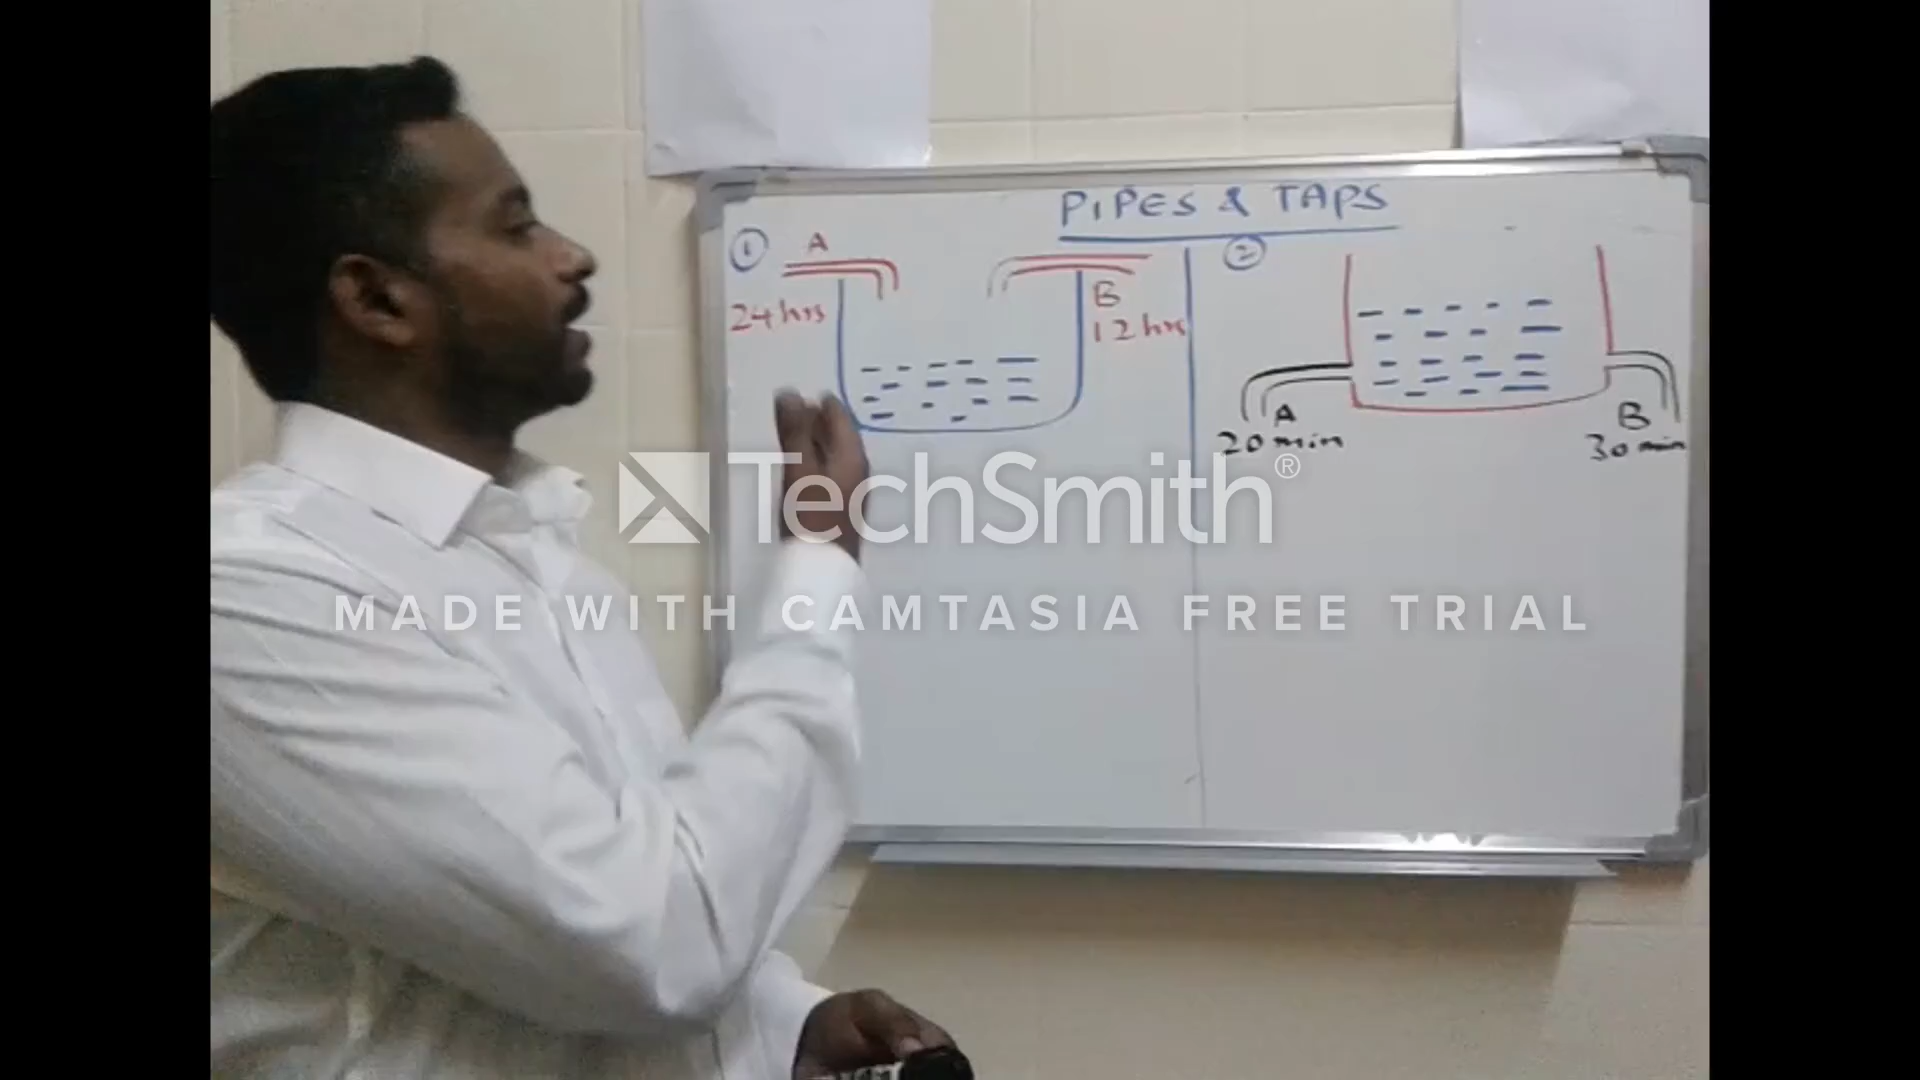 PIPES & TAPS
1
A
24 hrs
B
12 hrs
2
A
20 min
B
30 min
TechSmith®
MADE WITH CAMTASIA FREE TRIAL